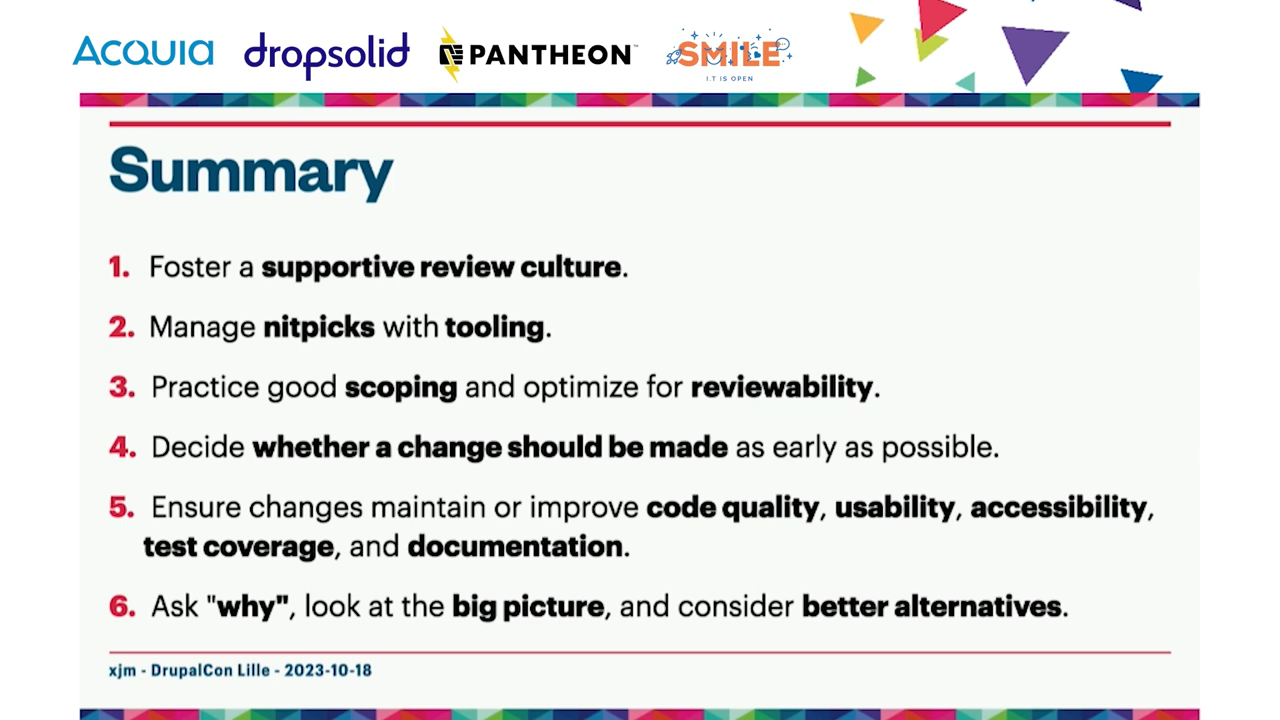 ACQUIA dropsolid PANTHEON™ SMILE
I.T IS OPEN
Summary
1. Foster a supportive review culture.
2. Manage nitpicks with tooling.
3. Practice good scoping and optimize for reviewability.
4. Decide whether a change should be made as early as possible.
5. Ensure changes maintain or improve code quality, usability, accessibility,
test coverage, and documentation.
6. Ask "why", look at the big picture, and consider better alternatives.
xjm - DrupalCon Lille - 2023-10-18